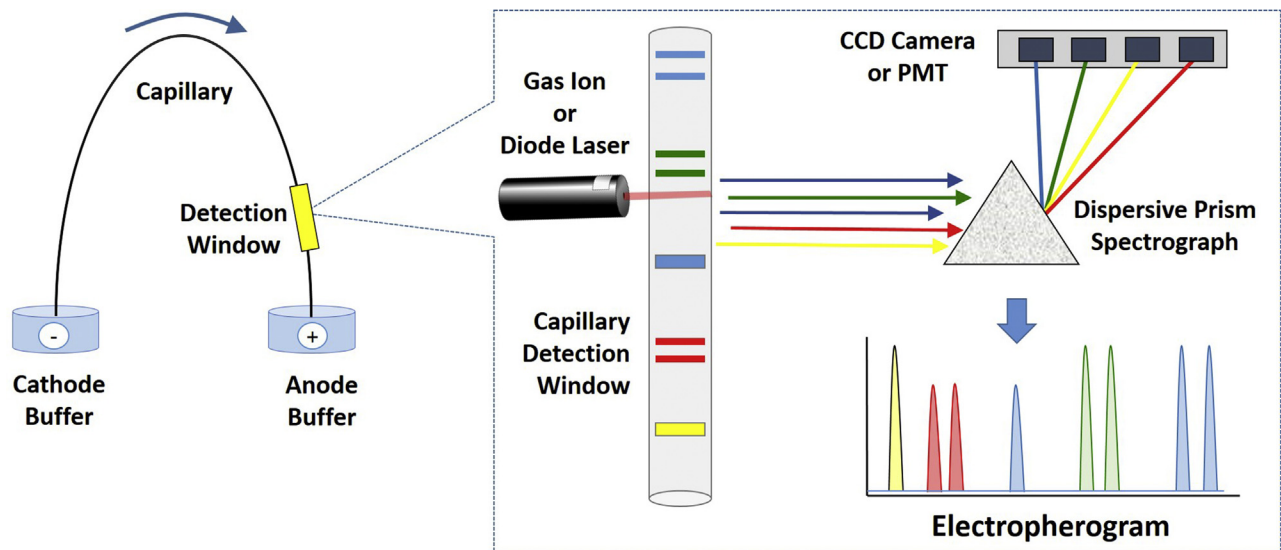 Capillary
Detection
Window
-
+
Cathode
Buffer
Anode
Buffer
Gas Ion
or
Diode Laser
Capillary
Detection
Window
CCD Camera
or PMT
Dispersive Prism
Spectrograph
Electropherogram